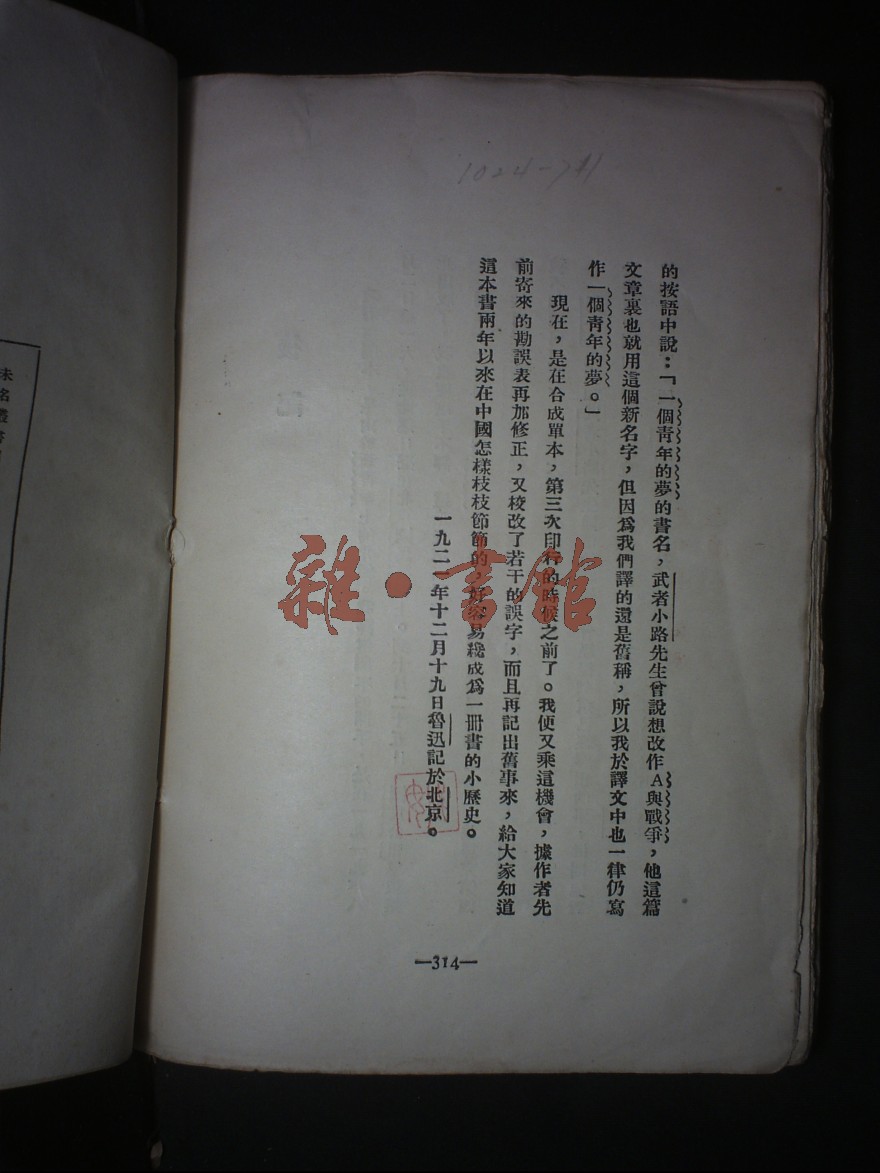 1024-711
的按語中說：「一個靑年的夢的書名，武者小路先生曾說想改作Ａ與戰爭，他這篇
文章裏也就用這個新名字，但因爲我們譯的還是舊稱，所以我於譯文中也一律仍寫
作一個靑年的夢。」
現在，是在合成單本，第三次印行的時候之前了。我便又乘這機會，據作者先
前寄來的勘誤表再加修正，又校改了若干的誤字，而且再記出舊事來，給大家知道
這本書兩年以來在中國怎樣枝枝節節的，好容易纔成爲一冊書的小歷史。
一九二一年十二月十九日魯迅記於北京。
—314—
雜·書館
未名叢書